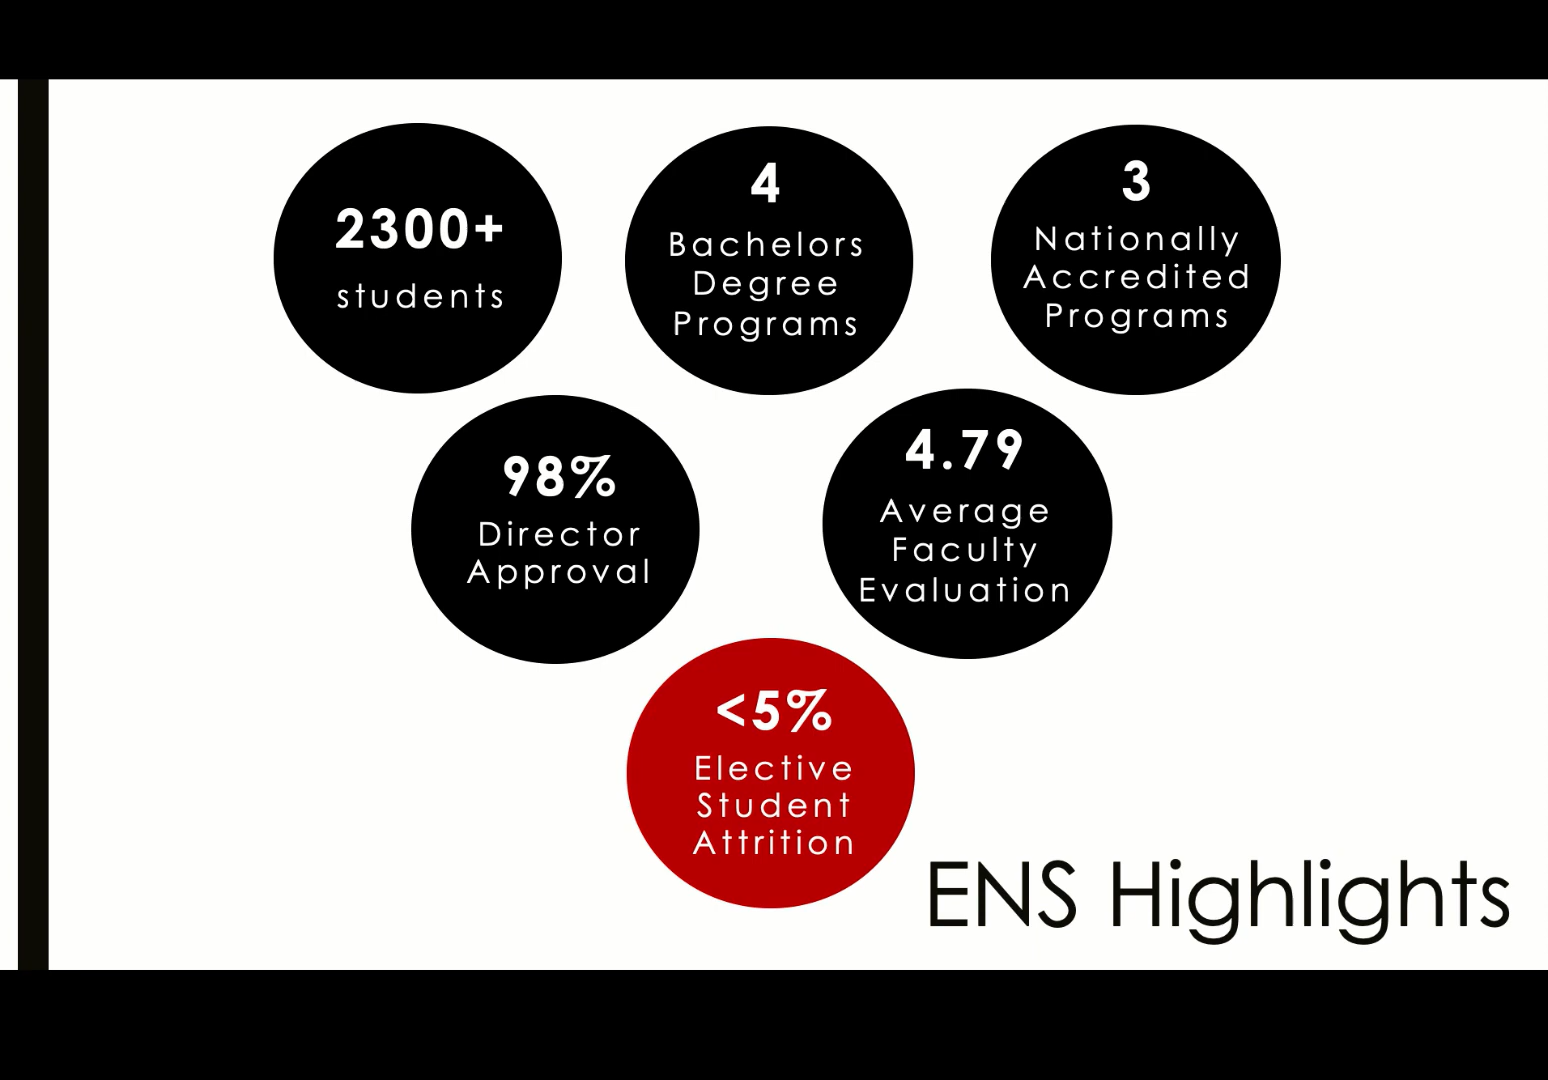 2300+
students
4
Bachelors
Degree
Programs
3
Nationally
Accredited
Programs
98%
Director
Approval
4.79
Average
Faculty
Evaluation
<5%
Elective
Student
Attrition
ENS Highlights